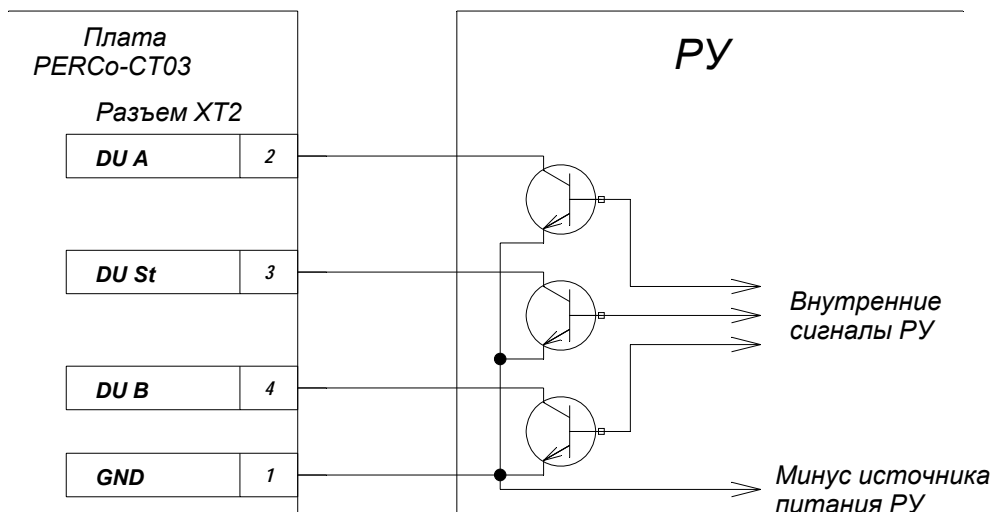 Плата
PERCo-CT03
РУ
Разъем XT2
DU A 2
DU St 3
Внутренние
сигналы РУ
DU B 4
GND 1
Минус источника
питания РУ